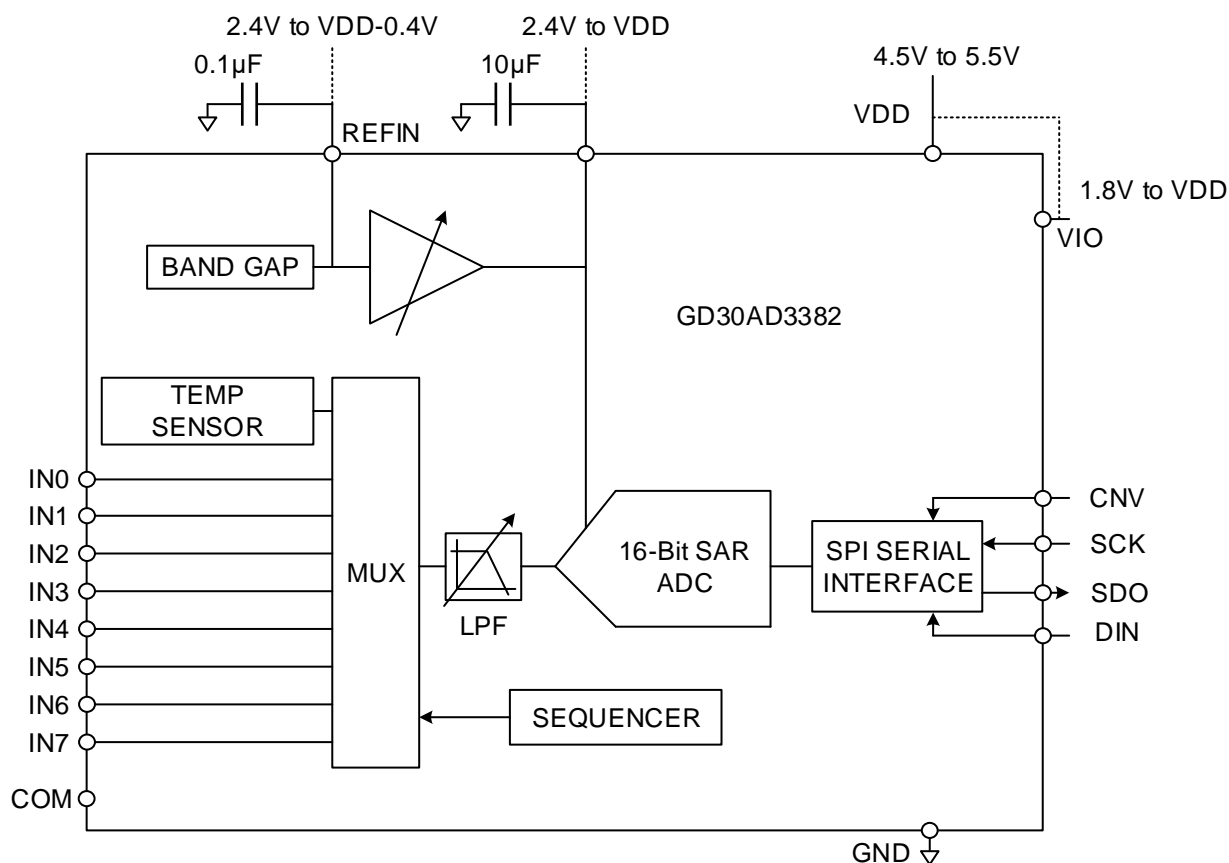 2.4V to VDD-0.4V
2.4V to VDD
0.1µF
10µF
4.5V to 5.5V
VDD
REFIN
1.8V to VDD
VIO
BAND GAP
GD30AD3382
TEMP
SENSOR
IN0
IN1
IN2
IN3
IN4
IN5
IN6
IN7
COM
MUX
LPF
16-Bit SAR
ADC
SPI SERIAL
INTERFACE
CNV
SCK
SDO
DIN
SEQUENCER
GND